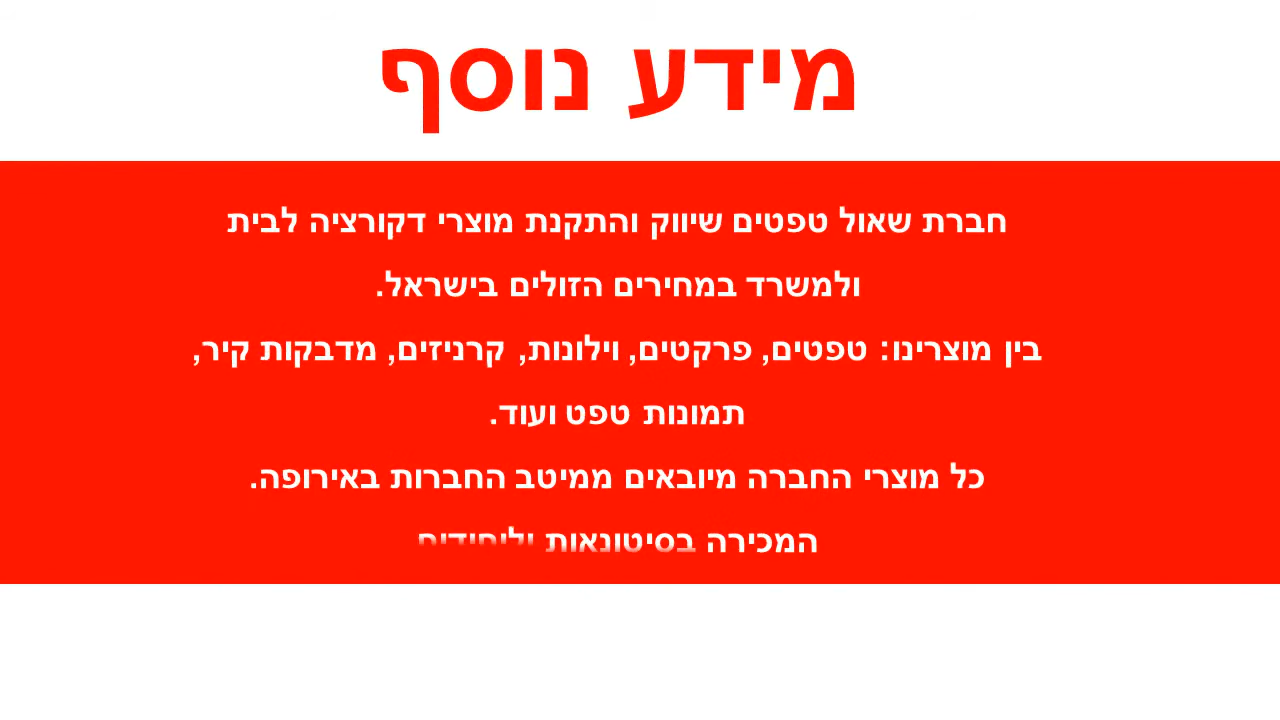 מידע נוסף
חברת שאול טפטים שיווק והתקנת מוצרי דקורציה לבית
ולמשרד במחירים הזולים בישראל.
בין מוצרינו: טפטים, פרקטים, וילונות, קרניזים, מדבקות קיר,
תמונות טפט ועוד.
כל מוצרי החברה מיובאים ממיטב החברות באירופה.
המכירה בסיטונאות